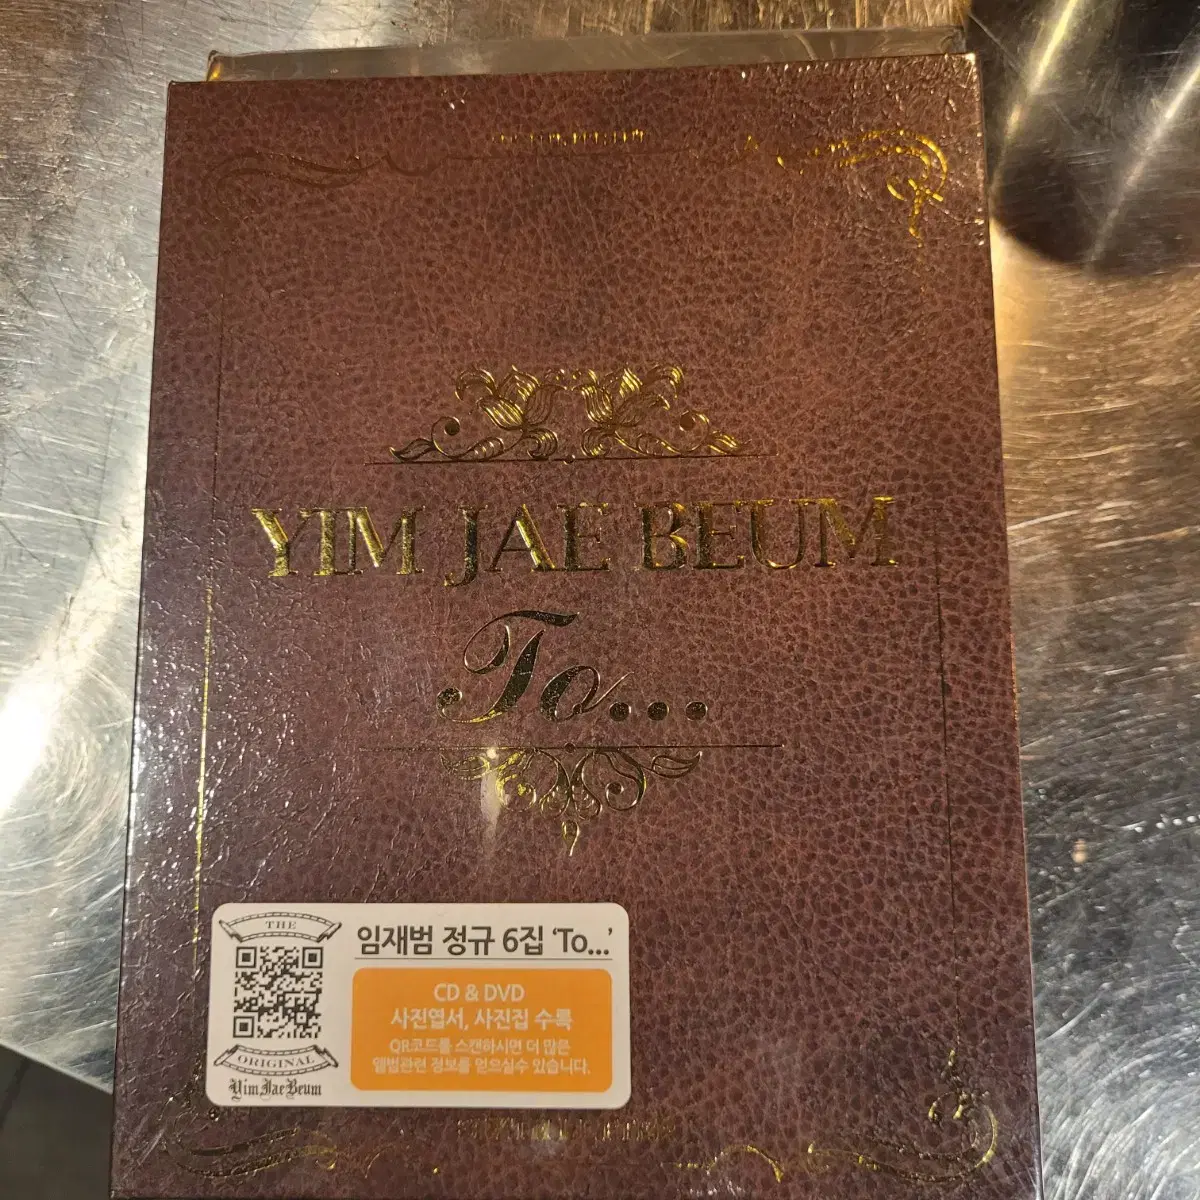 YIM JAE BEUM
To...
THE
ORIGINAL
Yim Jae Beum
임재범 정규 6집 ‘To...’
CD & DVD
사진엽서, 사진집 수록
QR코드를 스캔하시면 더 많은
앨범관련 정보를 얻으실수 있습니다.